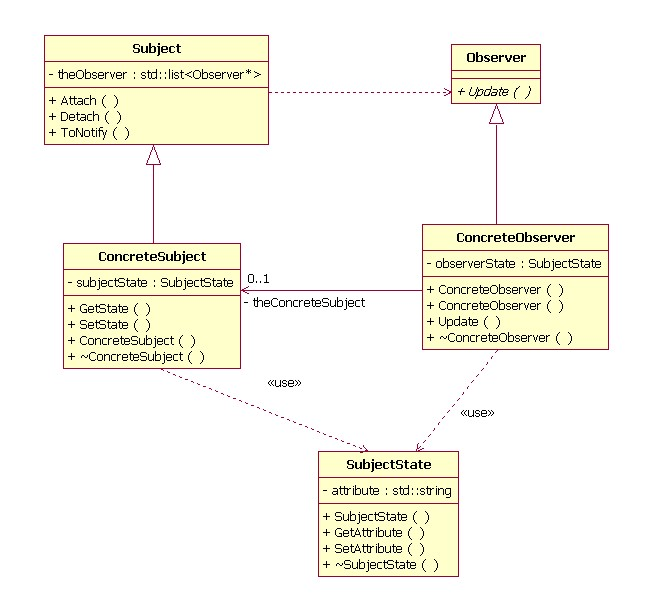 Subject
- theObserver : std::list<Observer*>
+ Attach ( )
+ Detach ( )
+ ToNotify ( )
Observer
+ Update ( )
ConcreteSubject
- subjectState : SubjectState
+ GetState ( )
+ SetState ( )
+ ConcreteSubject ( )
+ ~ConcreteSubject ( )
0..1
- theConcreteSubject
ConcreteObserver
- observerState : SubjectState
+ ConcreteObserver ( )
+ ConcreteObserver ( )
+ Update ( )
+ ~ConcreteObserver ( )
«use»
«use»
SubjectState
- attribute : std::string
+ SubjectState ( )
+ GetAttribute ( )
+ SetAttribute ( )
+ ~SubjectState ( )